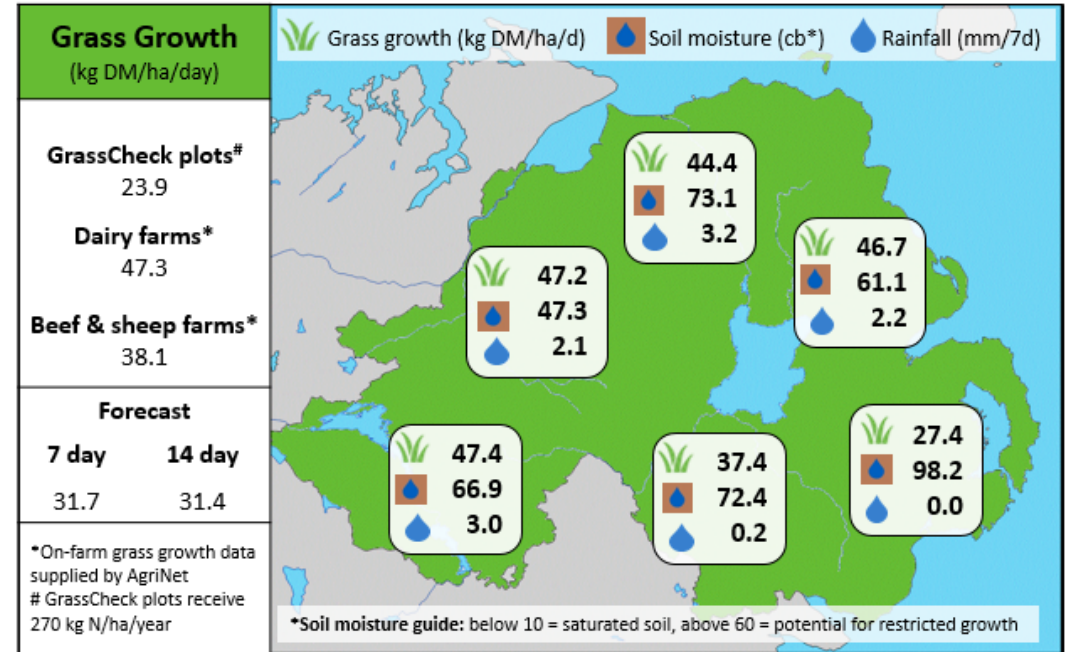 Grass Growth
(kg DM/ha/day)
GrassCheck plots#
23.9
Dairy farms*
47.3
Beef & sheep farms*
38.1
Forecast
7 day 14 day
31.7 31.4
*On-farm grass growth data
supplied by AgriNet
# GrassCheck plots receive
270 kg N/ha/year
Grass growth (kg DM/ha/d) Soil moisture (cb*) Rainfall (mm/7d)
44.4
73.1
3.2
46.7
61.1
2.2
47.2
47.3
2.1
47.4
66.9
3.0
37.4
72.4
0.2
27.4
98.2
0.0
*Soil moisture guide: below 10 = saturated soil, above 60 = potential for restricted growth